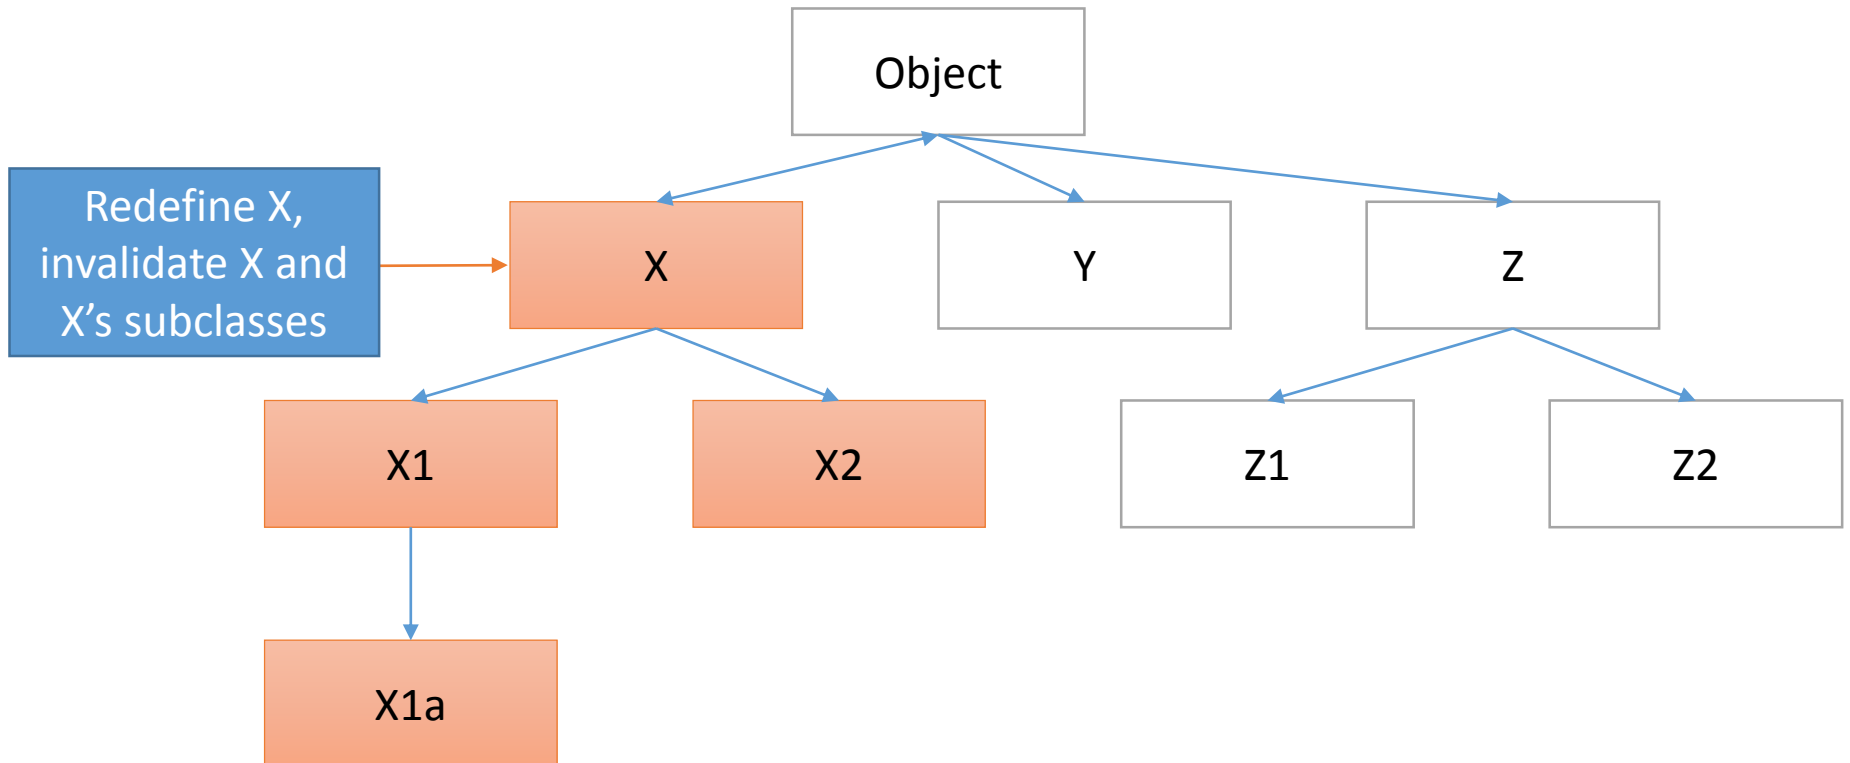 Object
Redefine X,
invalidate X and
X’s subclasses
X
Y
Z
X1
X2
Z1
Z2
X1a